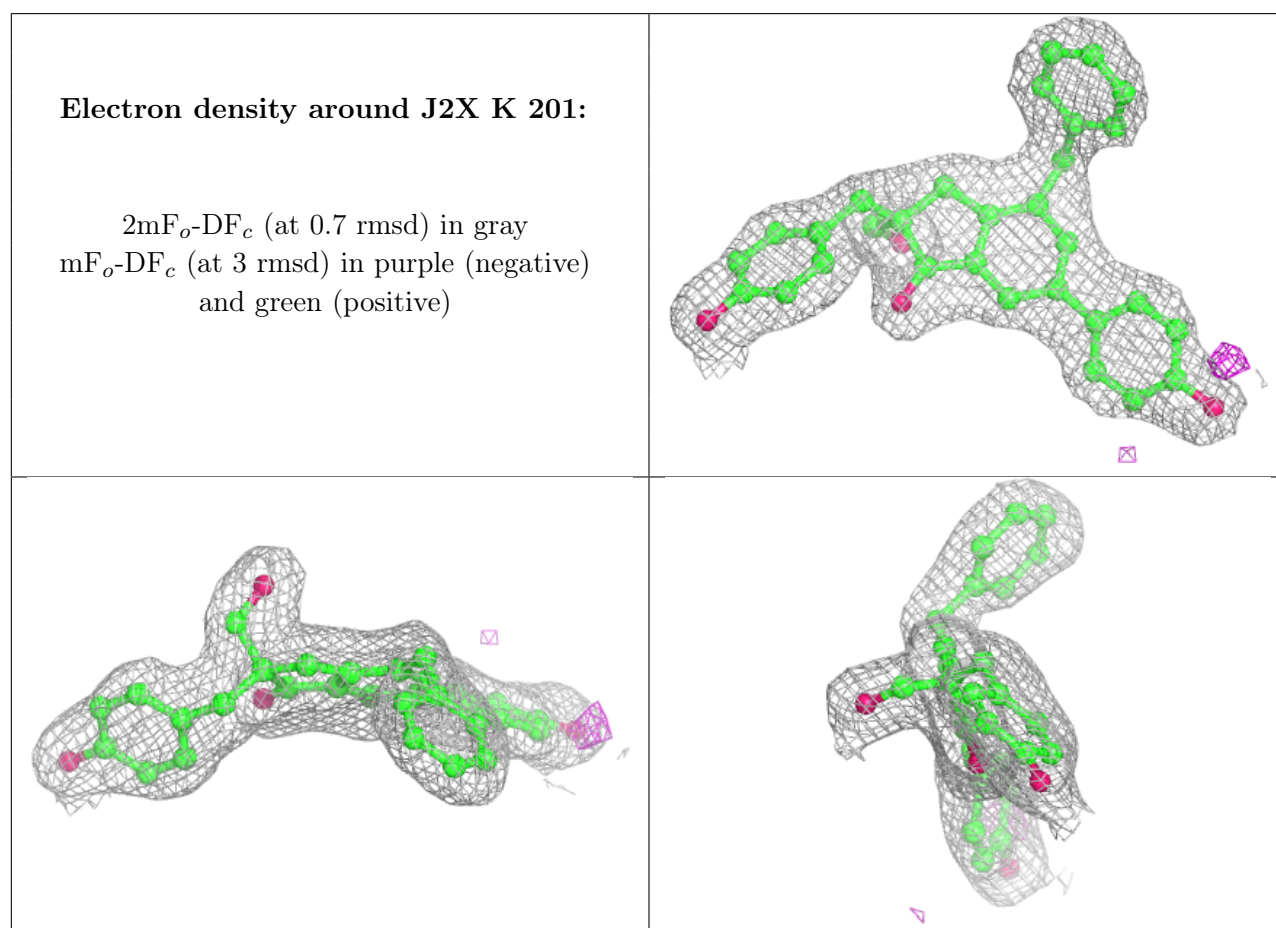 Electron density around J2X K 201:
2mFₒ-DF𝒸 (at 0.7 rmsd) in gray
mFₒ-DF𝒸 (at 3 rmsd) in purple (negative)
and green (positive)